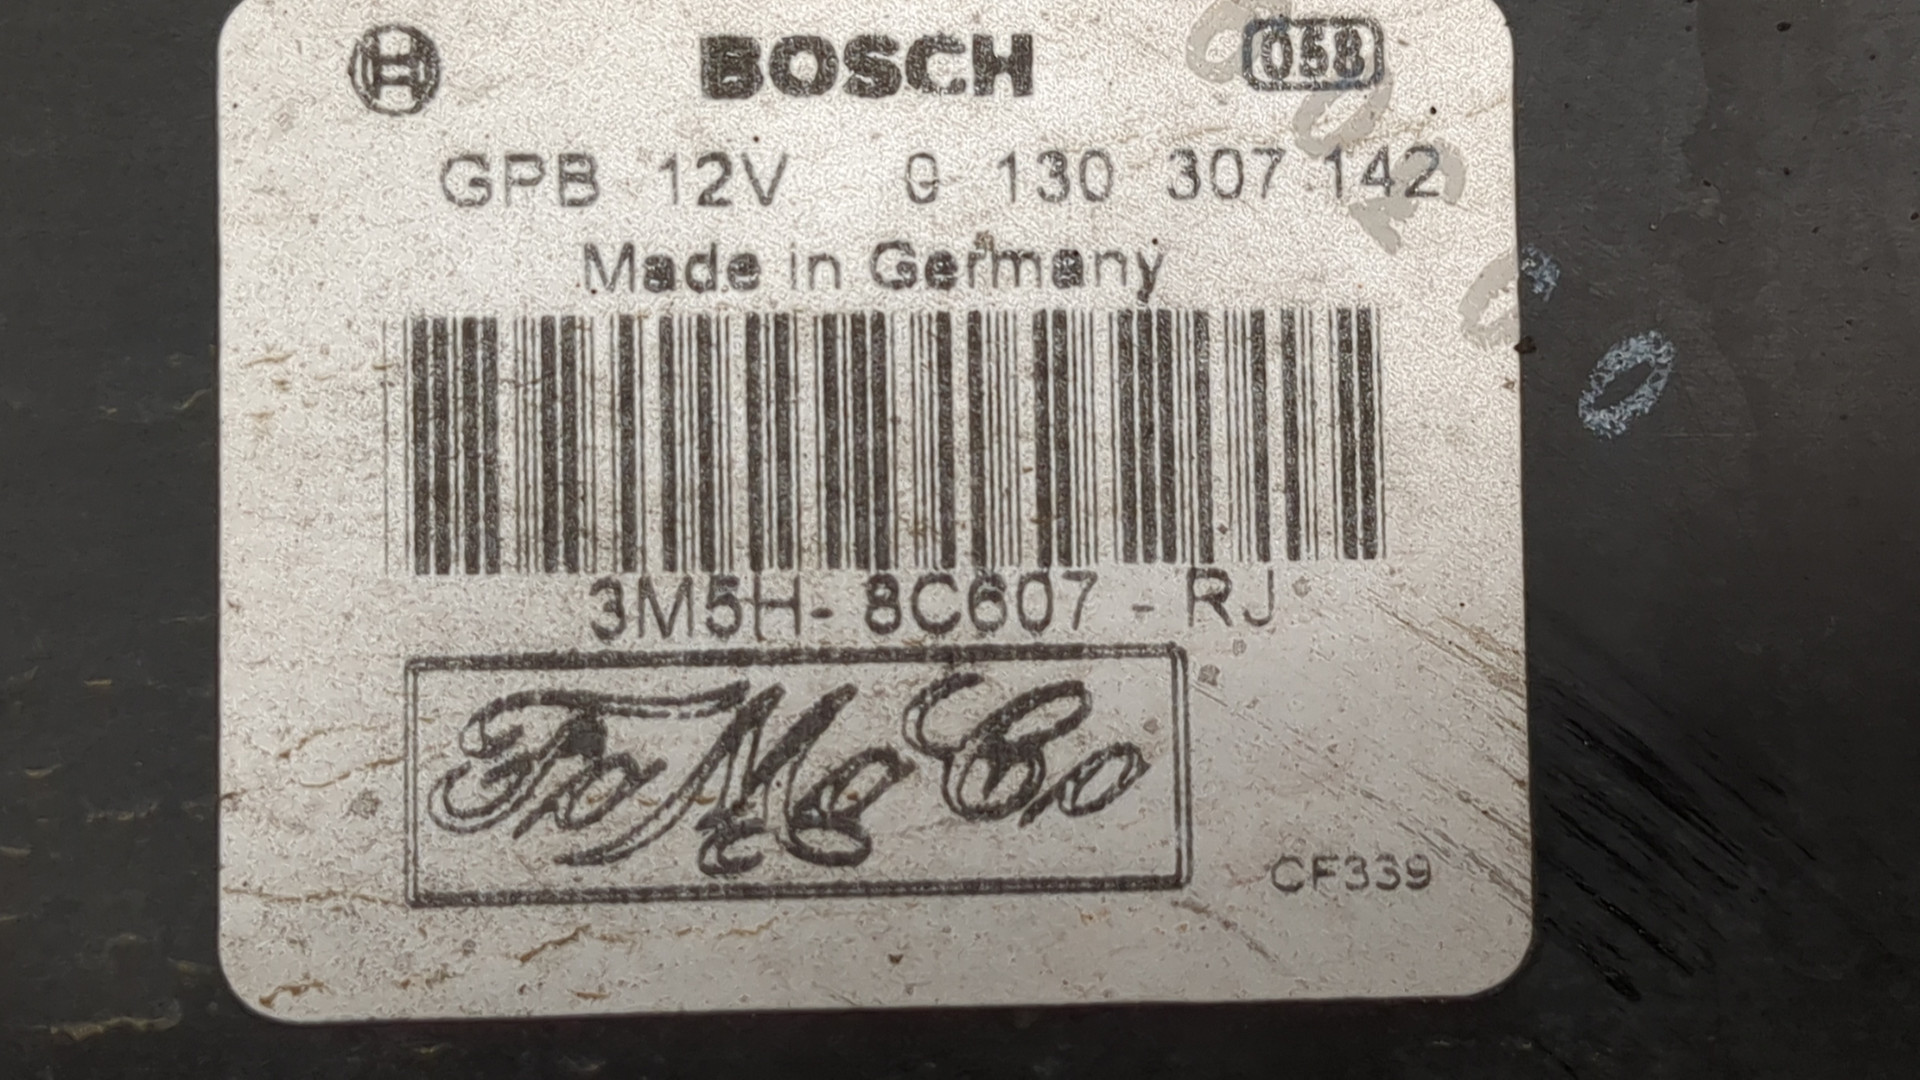 BOSCH 058
GPB 12V 0 130 307 142
Made in Germany
3M5H-8C607-RJ
FoMoCo
CF339